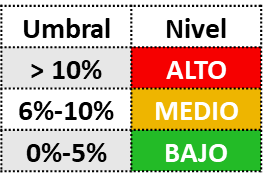 Umbral Nivel
> 10% ALTO
6%-10% MEDIO
0%-5% BAJO